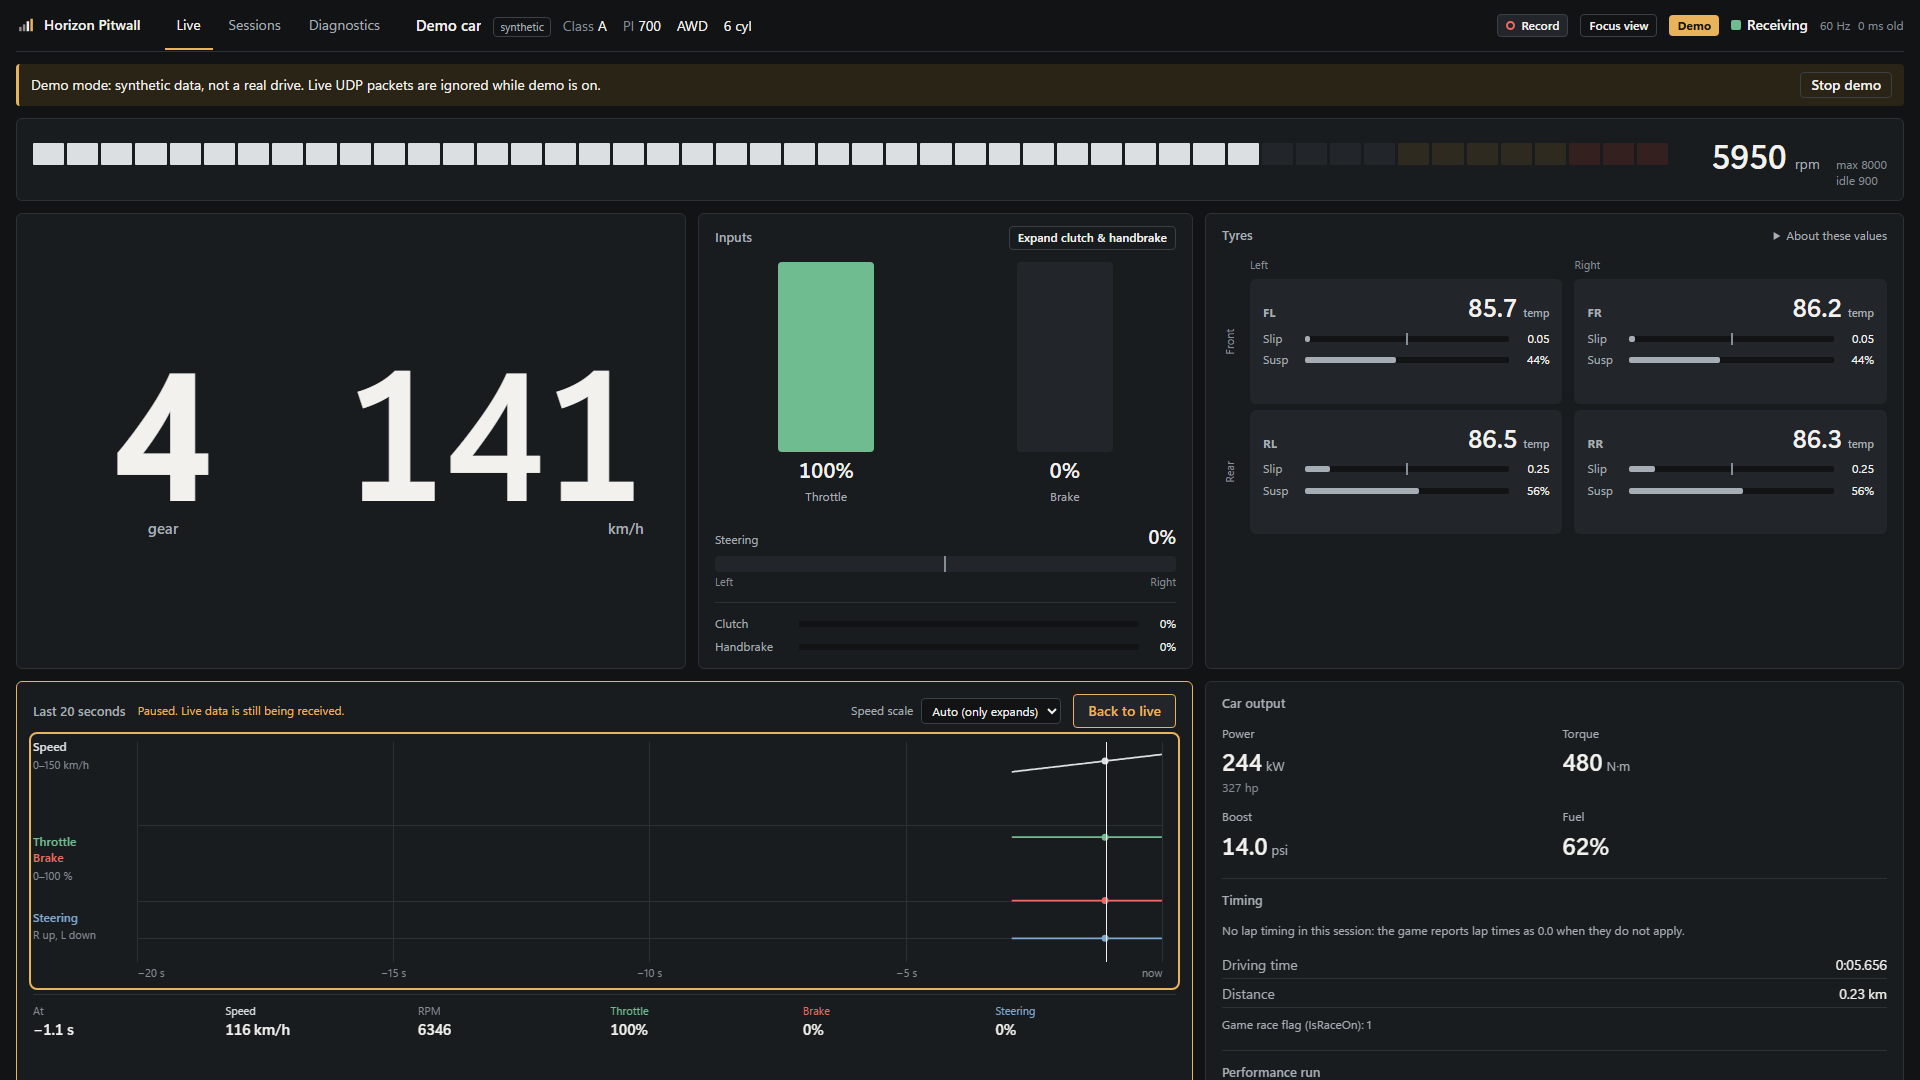 Horizon Pitwall Live Sessions Diagnostics Demo car synthetic Class A PI 700 AWD 6 cyl Record Focus view Demo Receiving 60 Hz 0 ms old
Demo mode: synthetic data, not a real drive. Live UDP packets are ignored while demo is on. Stop demo
5950 rpm max 8000
idle 900
4 gear
141 km/h
Inputs Expand clutch & handbrake
100% 0%
Throttle Brake
Steering 0%
Left Right
Clutch 0%
Handbrake 0%
Tyres About these values
Left Right
Front
FL 85.7 temp
Slip 0.05
Susp 44%
FR 86.2 temp
Slip 0.05
Susp 44%
Rear
RL 86.5 temp
Slip 0.25
Susp 56%
RR 86.3 temp
Slip 0.25
Susp 56%
Last 20 seconds Paused. Live data is still being received. Speed scale Auto (only expands) Back to live
Speed
0–150 km/h
Throttle
Brake
0–100 %
Steering
R up, L down
−20 s −15 s −10 s −5 s now
At Speed RPM Throttle Brake Steering
−1.1 s 116 km/h 6346 100% 0% 0%
Car output
Power Torque
244 kW 480 N·m
327 hp
Boost Fuel
14.0 psi 62%
Timing
No lap timing in this session: the game reports lap times as 0.0 when they do not apply.
Driving time 0:05.656
Distance 0.23 km
Game race flag (IsRaceOn): 1
Performance run